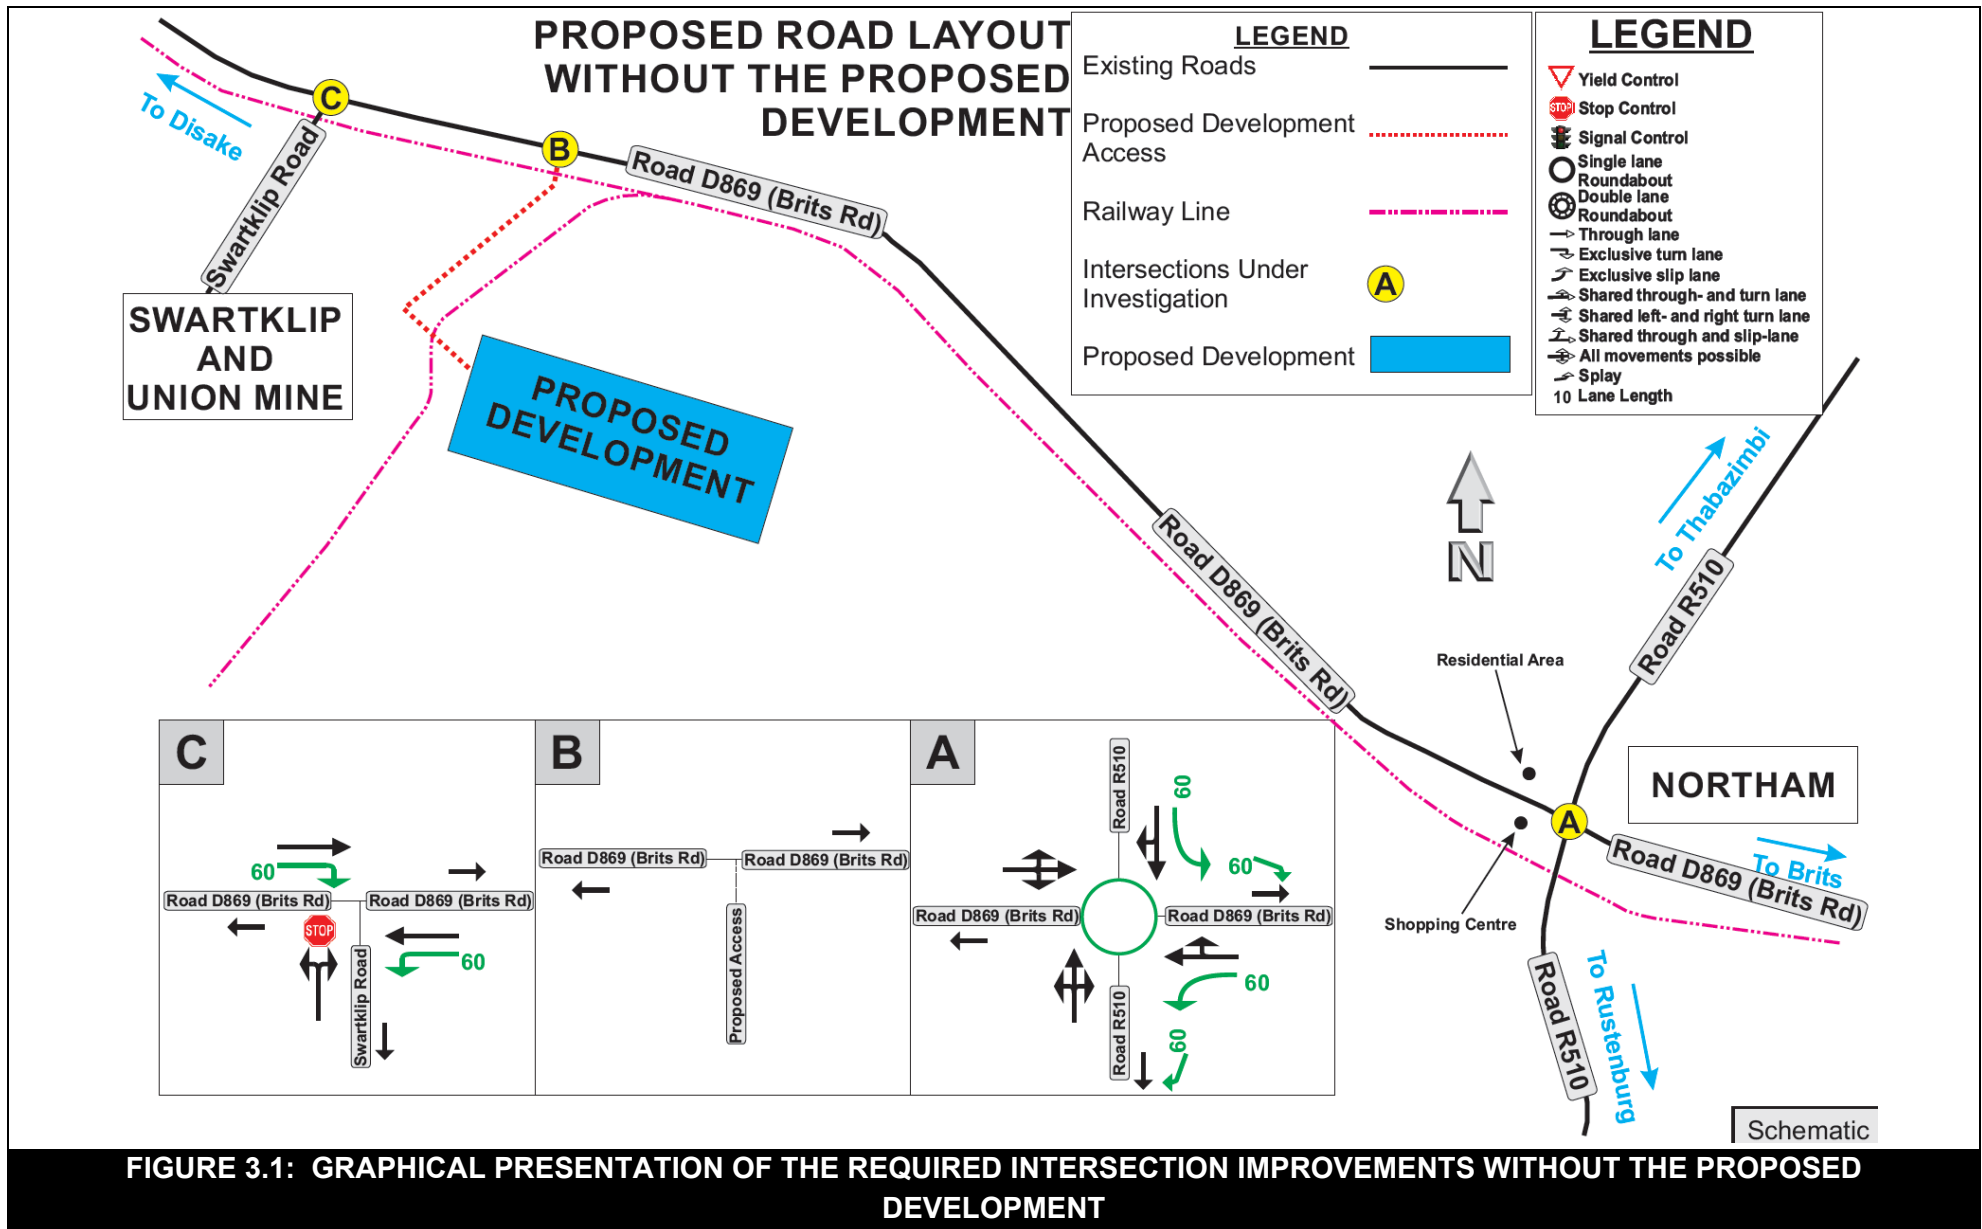 PROPOSED ROAD LAYOUT
WITHOUT THE PROPOSED
DEVELOPMENT
LEGEND
Existing Roads
Proposed Development
Access
Railway Line
Intersections Under
Investigation
A
Proposed Development
LEGEND
Yield Control
STOP Stop Control
Signal Control
Single lane
Roundabout
Double lane
Roundabout
Through lane
Exclusive turn lane
Exclusive slip lane
Shared through- and turn lane
Shared left- and right turn lane
Shared through and slip-lane
All movements possible
Splay
10 Lane Length
To Disake
C
B
Road D869 (Brits Rd)
Swartklip Road
SWARTKLIP
AND
UNION MINE
PROPOSED
DEVELOPMENT
N
To Thabazimbi
Road R510
Road D869 (Brits Rd)
Residential Area
NORTHAM
A
Shopping Centre
To Brits
Road D869 (Brits Rd)
Road R510
To Rustenburg
C
60
Road D869 (Brits Rd)
Road D869 (Brits Rd)
STOP
60
Swartklip Road
B
Road D869 (Brits Rd)
Road D869 (Brits Rd)
Proposed Access
A
Road R510
60
60
Road D869 (Brits Rd)
Road D869 (Brits Rd)
60
Road R510
60
Schematic
FIGURE 3.1: GRAPHICAL PRESENTATION OF THE REQUIRED INTERSECTION IMPROVEMENTS WITHOUT THE PROPOSED
DEVELOPMENT